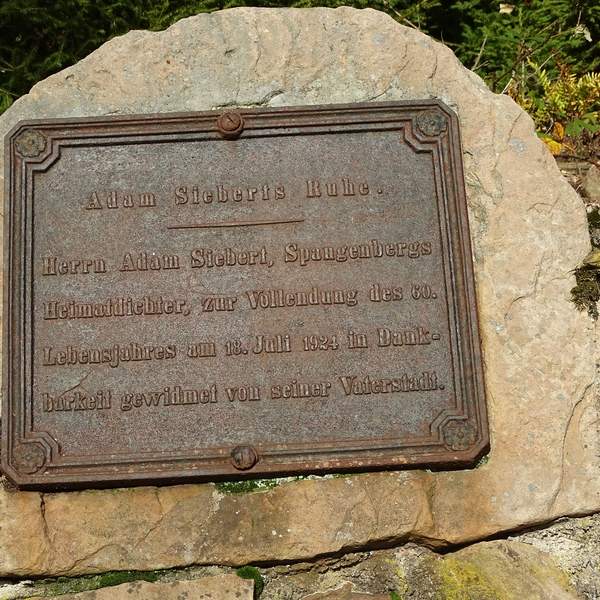 Adam Sieberts Ruhe.
Herrn Adam Siebert, Spangenbergs
Heimatdichter, zur Vollendung des 60.
Lebensjahres am 18. Juli 1924 in Dank-
barkeit gewidmet von seiner Vaterstadt.